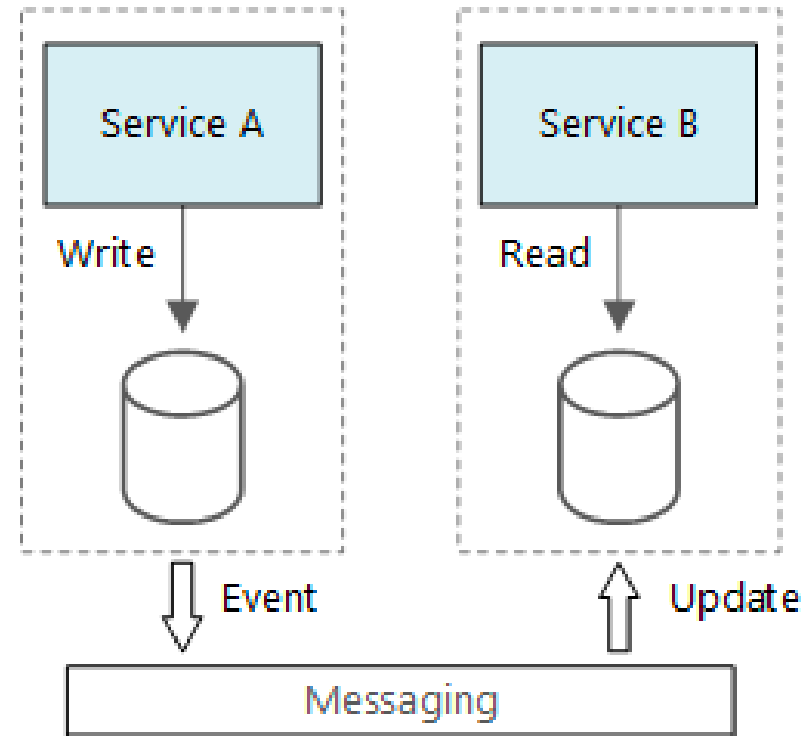 Service A
Service B
Write
Read
Event
Update
Messaging